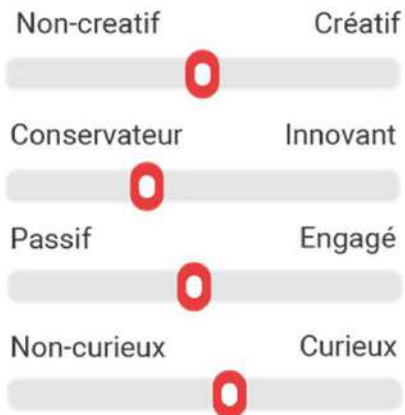 Non-creatif Créatif
Conservateur Innovant
Passif Engagé
Non-curieux Curieux